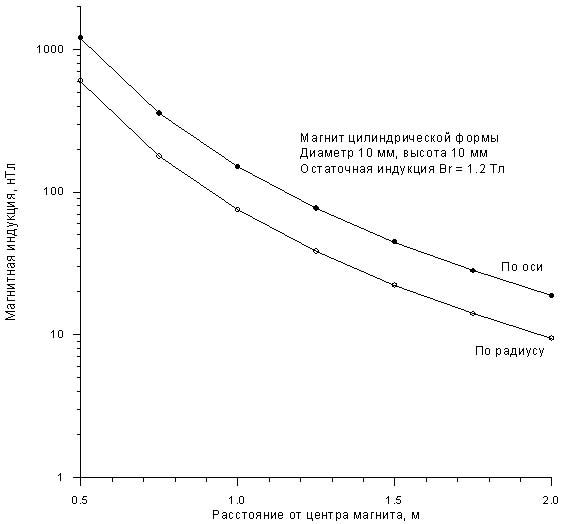 1000
100
10
1
Магнитная индукция, нТл
Магнит цилиндрической формы
Диаметр 10 мм, высота 10 мм
Остаточная индукция Br = 1.2 Тл
По оси
По радиусу
0.5 1.0 1.5 2.0
Расстояние от центра магнита, м